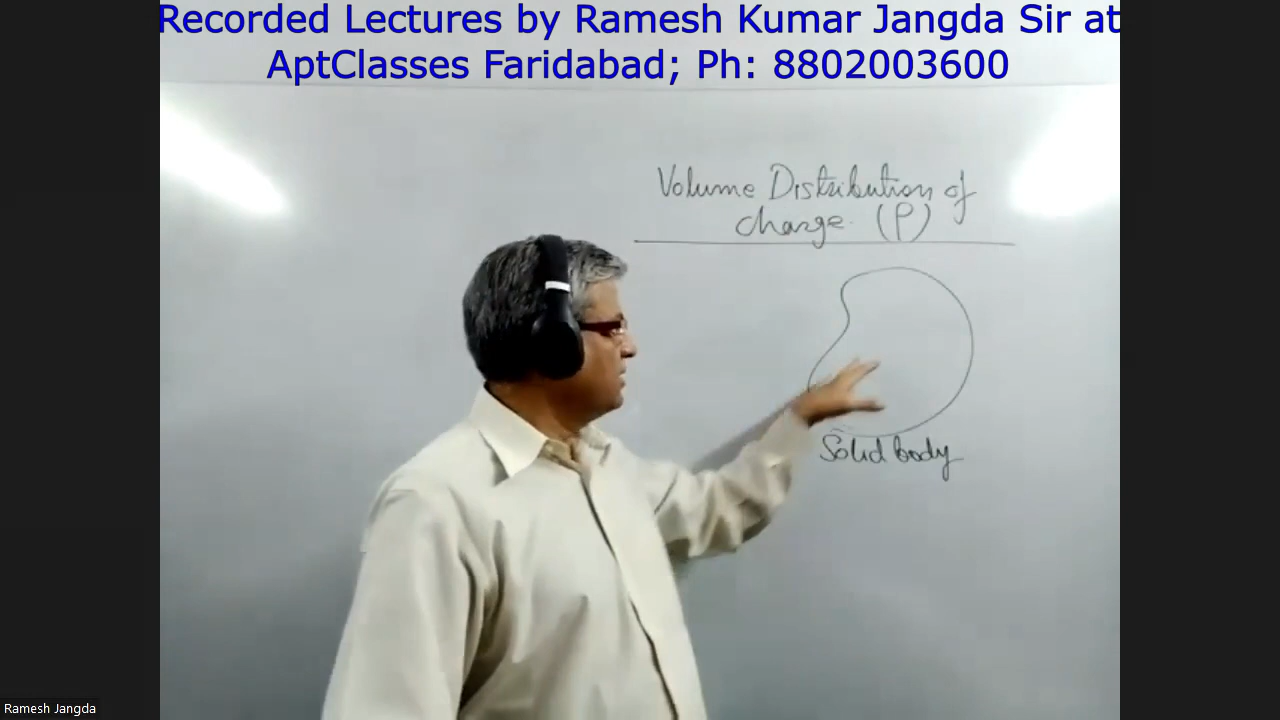 Recorded Lectures by Ramesh Kumar Jangda Sir at
AptClasses Faridabad; Ph: 8802003600
Volume Distribution of
charge. (ρ)
Solid body
Ramesh Jangda